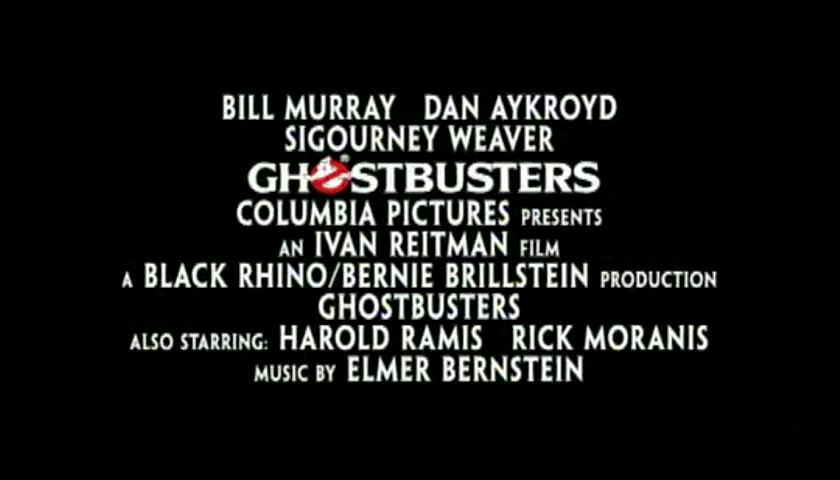 BILL MURRAY DAN AYKROYD
SIGOURNEY WEAVER
GHOSTBUSTERS
COLUMBIA PICTURES PRESENTS
AN IVAN REITMAN FILM
A BLACK RHINO/BERNIE BRILLSTEIN PRODUCTION
GHOSTBUSTERS
ALSO STARRING: HAROLD RAMIS RICK MORANIS
MUSIC BY ELMER BERNSTEIN